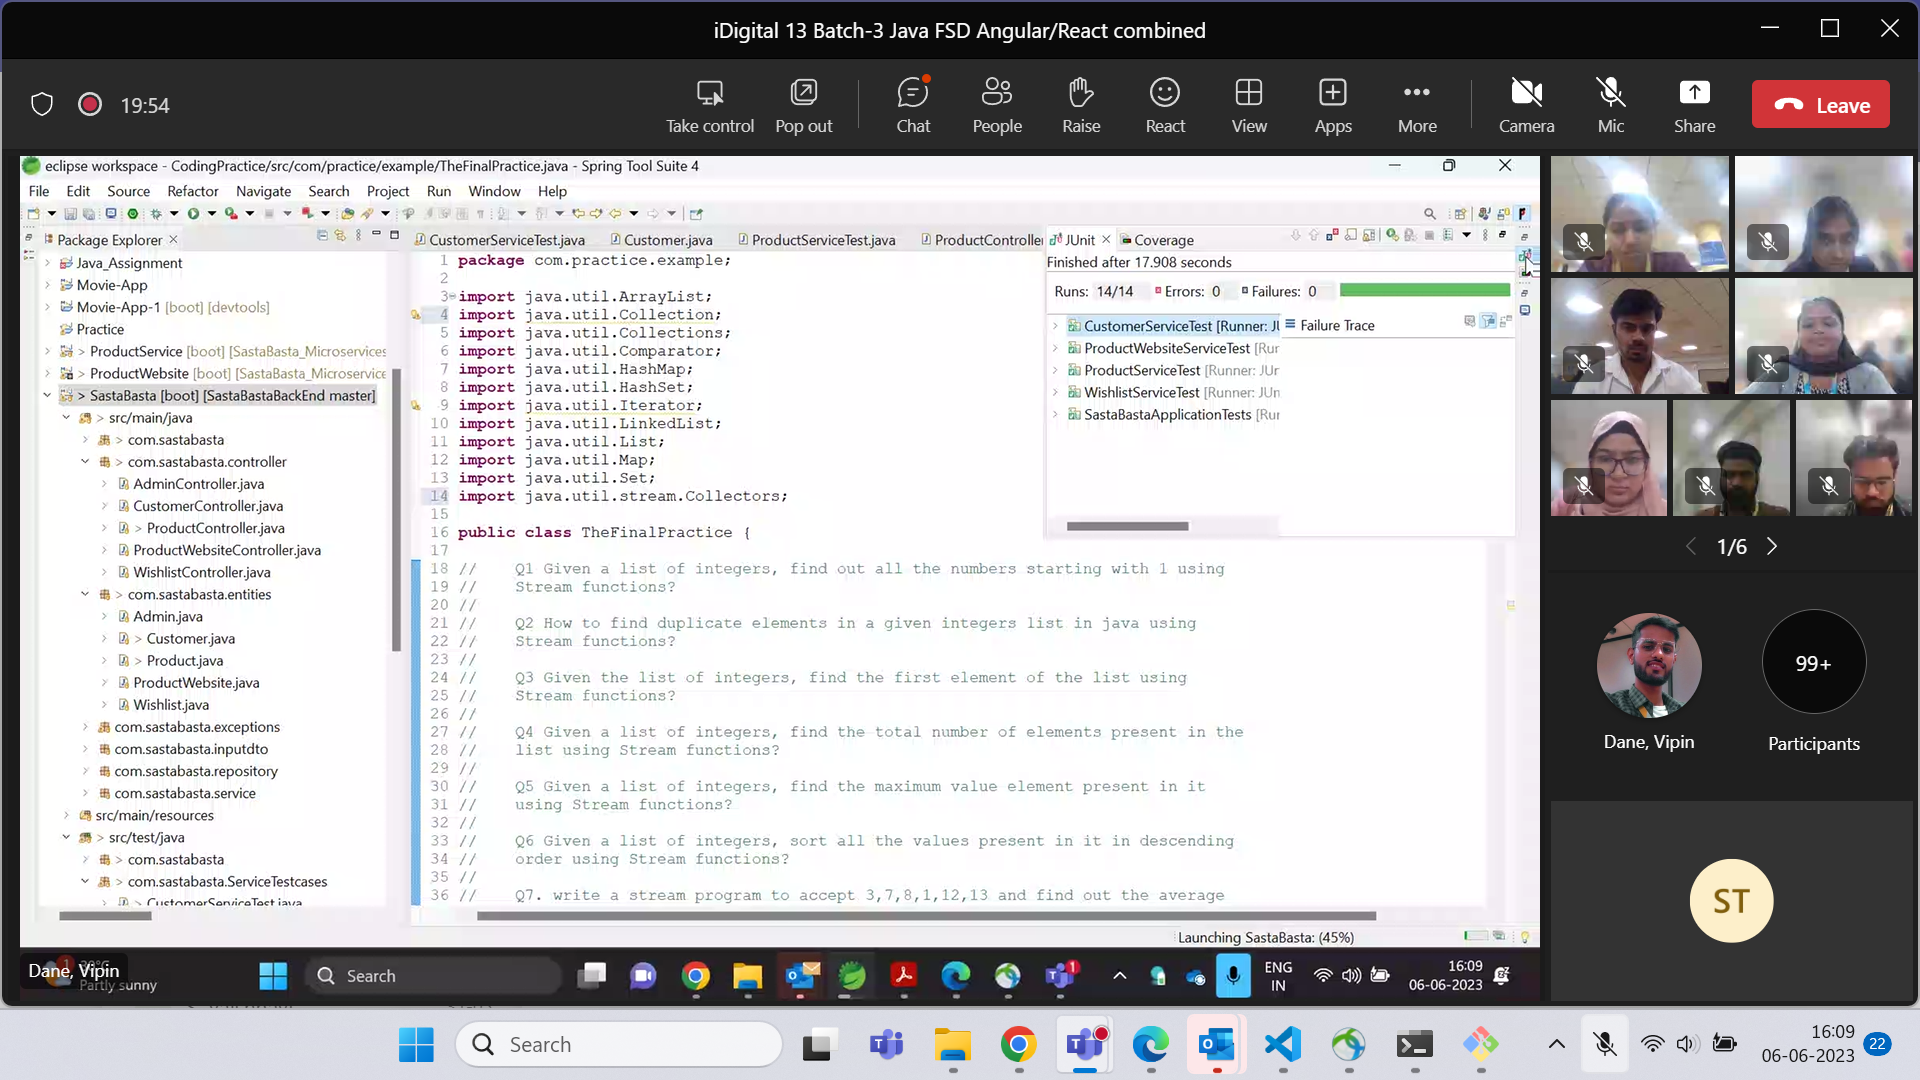 iDigital 13 Batch-3 Java FSD Angular/React combined
19:54
Take control
Pop out
Chat
People
Raise
React
View
Apps
More
Camera
Mic
Share
Leave
eclipse workspace - CodingPractice/src/com/practice/example/TheFinalPractice.java - Spring Tool Suite 4
File Edit Source Refactor Navigate Search Project Run Window Help
Package Explorer
Java_Assignment
Movie-App
Movie-App-1 [boot] [devtools]
Practice
> ProductService [boot] [SastaBasta_Microservices
> ProductWebsite [boot] [SastaBasta_Microservice
> SastaBasta [boot] [SastaBastaBackEnd master]
> src/main/java
> com.sastabasta
> com.sastabasta.controller
AdminController.java
CustomerController.java
> ProductController.java
ProductWebsiteController.java
WishlistController.java
> com.sastabasta.entities
Admin.java
> Customer.java
> Product.java
ProductWebsite.java
Wishlist.java
com.sastabasta.exceptions
com.sastabasta.inputdto
com.sastabasta.repository
com.sastabasta.service
src/main/resources
> src/test/java
> com.sastabasta
> com.sastabasta.ServiceTestcases
> CustomerServiceTest.java
CustomerServiceTest.java
Customer.java
ProductServiceTest.java
ProductController
1 package com.practice.example;
2
3 import java.util.ArrayList;
4 import java.util.Collection;
5 import java.util.Collections;
6 import java.util.Comparator;
7 import java.util.HashMap;
8 import java.util.HashSet;
9 import java.util.Iterator;
10 import java.util.LinkedList;
11 import java.util.List;
12 import java.util.Map;
13 import java.util.Set;
14 import java.util.stream.Collectors;
15
16 public class TheFinalPractice {
17
18 // Q1 Given a list of integers, find out all the numbers starting with 1 using
19 // Stream functions?
20 //
21 // Q2 How to find duplicate elements in a given integers list in java using
22 // Stream functions?
23 //
24 // Q3 Given the list of integers, find the first element of the list using
25 // Stream functions?
26 //
27 // Q4 Given a list of integers, find the total number of elements present in the
28 // list using Stream functions?
29 //
30 // Q5 Given a list of integers, find the maximum value element present in it
31 // using Stream functions?
32 //
33 // Q6 Given a list of integers, sort all the values present in it in descending
34 // order using Stream functions?
35 //
36 // Q7. write a stream program to accept 3,7,8,1,12,13 and find out the average
JUnit
Coverage
Finished after 17.908 seconds
Runs: 14/14 Errors: 0 Failures: 0
CustomerServiceTest [Runner: JU
ProductWebsiteServiceTest [Run
ProductServiceTest [Runner: JUr
WishlistServiceTest [Runner: JUn
SastaBastaApplicationTests [Run
Failure Trace
Launching SastaBasta: (45%)
Dane, Vipin
Partly sunny
Search
1
ENG
IN
16:09
06-06-2023
1/6
Dane, Vipin
99+
Participants
ST
Search
16:09
06-06-2023
22